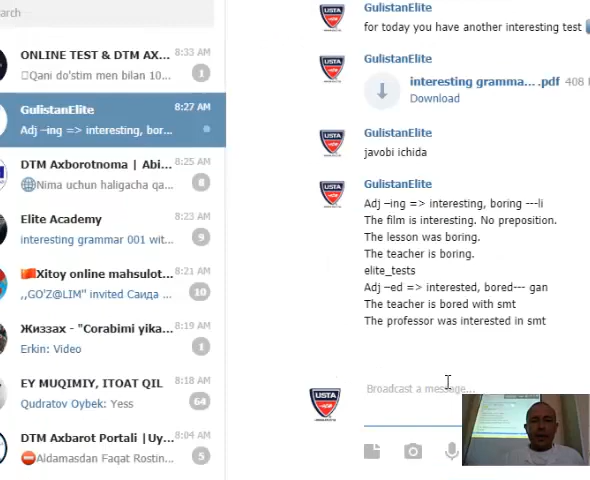 arch
ONLINE TEST & DTM AX... 8:33 AM
Qani do'stim men bilan 10... 1
GulistanElite 8:27 AM
Adj –ing => interesting, bor...
DTM Axborotnoma | Abi... 8:25 AM
Nima uchun haligacha qa... 8
Elite Academy 8:23 AM
interesting grammar 001 wit... 9
Xitoy online mahsulot... 8:21 AM
,,GO'Z@LIM" invited Саида ... 10
Жиззах - "Corabimi yika... 8:19 AM
Erkin: Video 1
EY MUQIMIY, ITOAT QIL 8:18 AM
Qudratov Oybek: Yess 64
DTM Axbarot Portali |Uy... 8:04 AM
Aldamasdan Faqat Rostin... 5
GulistanElite
for today you have another interesting test
GulistanElite
interesting gramma... .pdf 408
Download
GulistanElite
javobi ichida
GulistanElite
Adj –ing => interesting, boring ---li
The film is interesting. No preposition.
The lesson was boring.
The teacher is boring.
elite_tests
Adj –ed => interested, bored--- gan
The teacher is bored with smt
The professor was interested in smt
USTA
Broadcast a message...